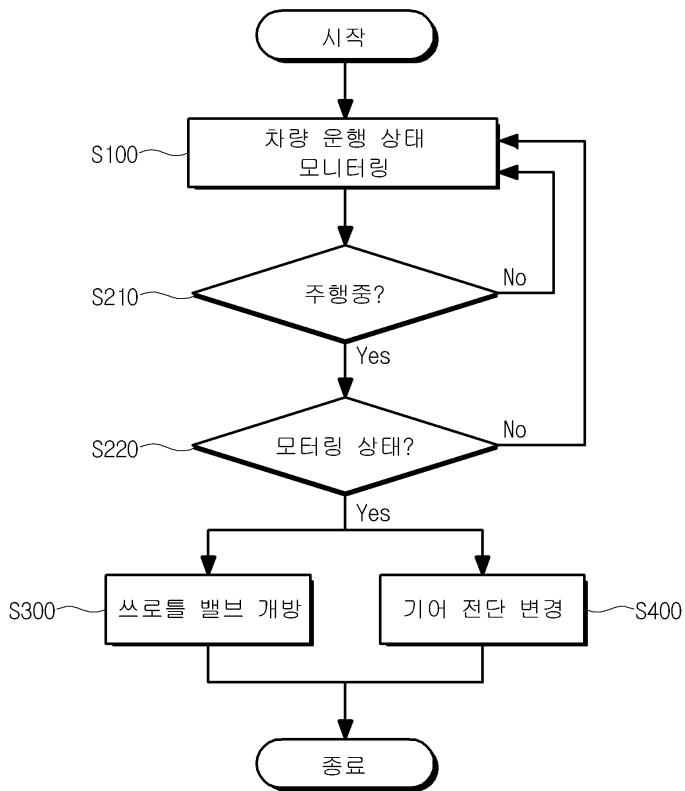 시작
S100
차량 운행 상태
모니터링
S210
주행중?
No
Yes
S220
모터링 상태?
No
Yes
S300
쓰로틀 밸브 개방
기어 전단 변경
S400
종료